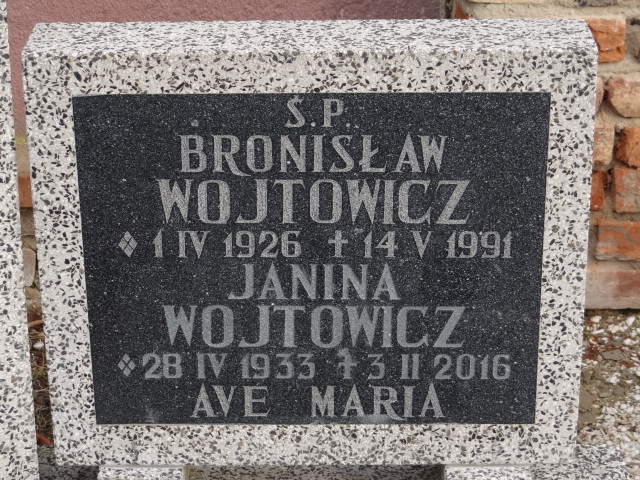 S.P.
BRONISŁAW
WOJTOWICZ
1 IV 1926 ✝ 14 V 1991
JANINA
WOJTOWICZ
28 IV 1933 ✝ 3 II 2016
AVE MARIA